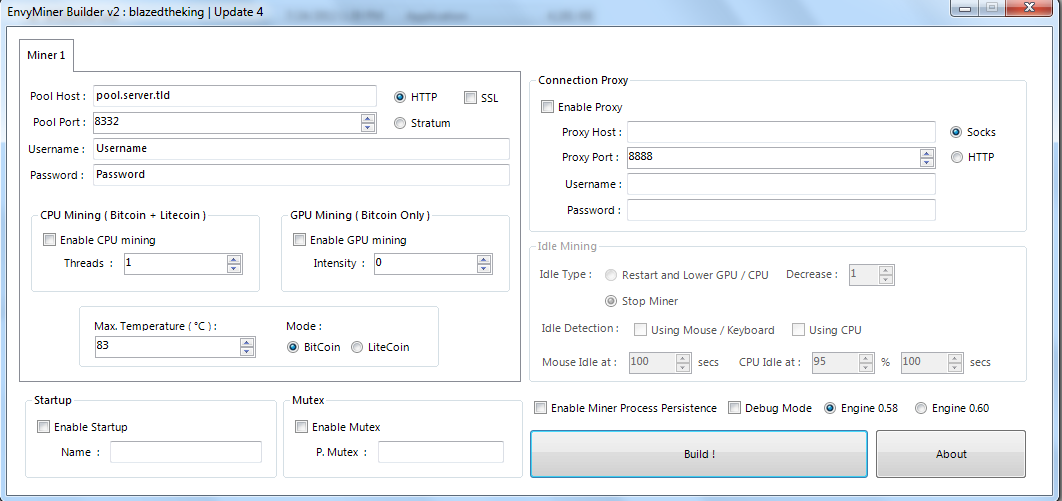 EnvyMiner Builder v2 : blazedtheking | Update 4
Miner 1
Pool Host : pool.server.tld HTTP SSL
Pool Port : 8332 Stratum
Username : Username
Password : Password
CPU Mining ( Bitcoin + Litecoin )
Enable CPU mining
Threads : 1
GPU Mining ( Bitcoin Only )
Enable GPU mining
Intensity : 0
Max. Temperature ( °C ) :
83
Mode :
BitCoin LiteCoin
Startup
Enable Startup
Name :
Mutex
Enable Mutex
P. Mutex :
Connection Proxy
Enable Proxy
Proxy Host : Socks
Proxy Port : 8888 HTTP
Username :
Password :
Idle Mining
Idle Type : Restart and Lower GPU / CPU Decrease : 1
Stop Miner
Idle Detection : Using Mouse / Keyboard Using CPU
Mouse Idle at : 100 secs CPU Idle at : 95 % 100 secs
Enable Miner Process Persistence Debug Mode Engine 0.58 Engine 0.60
Build ! About